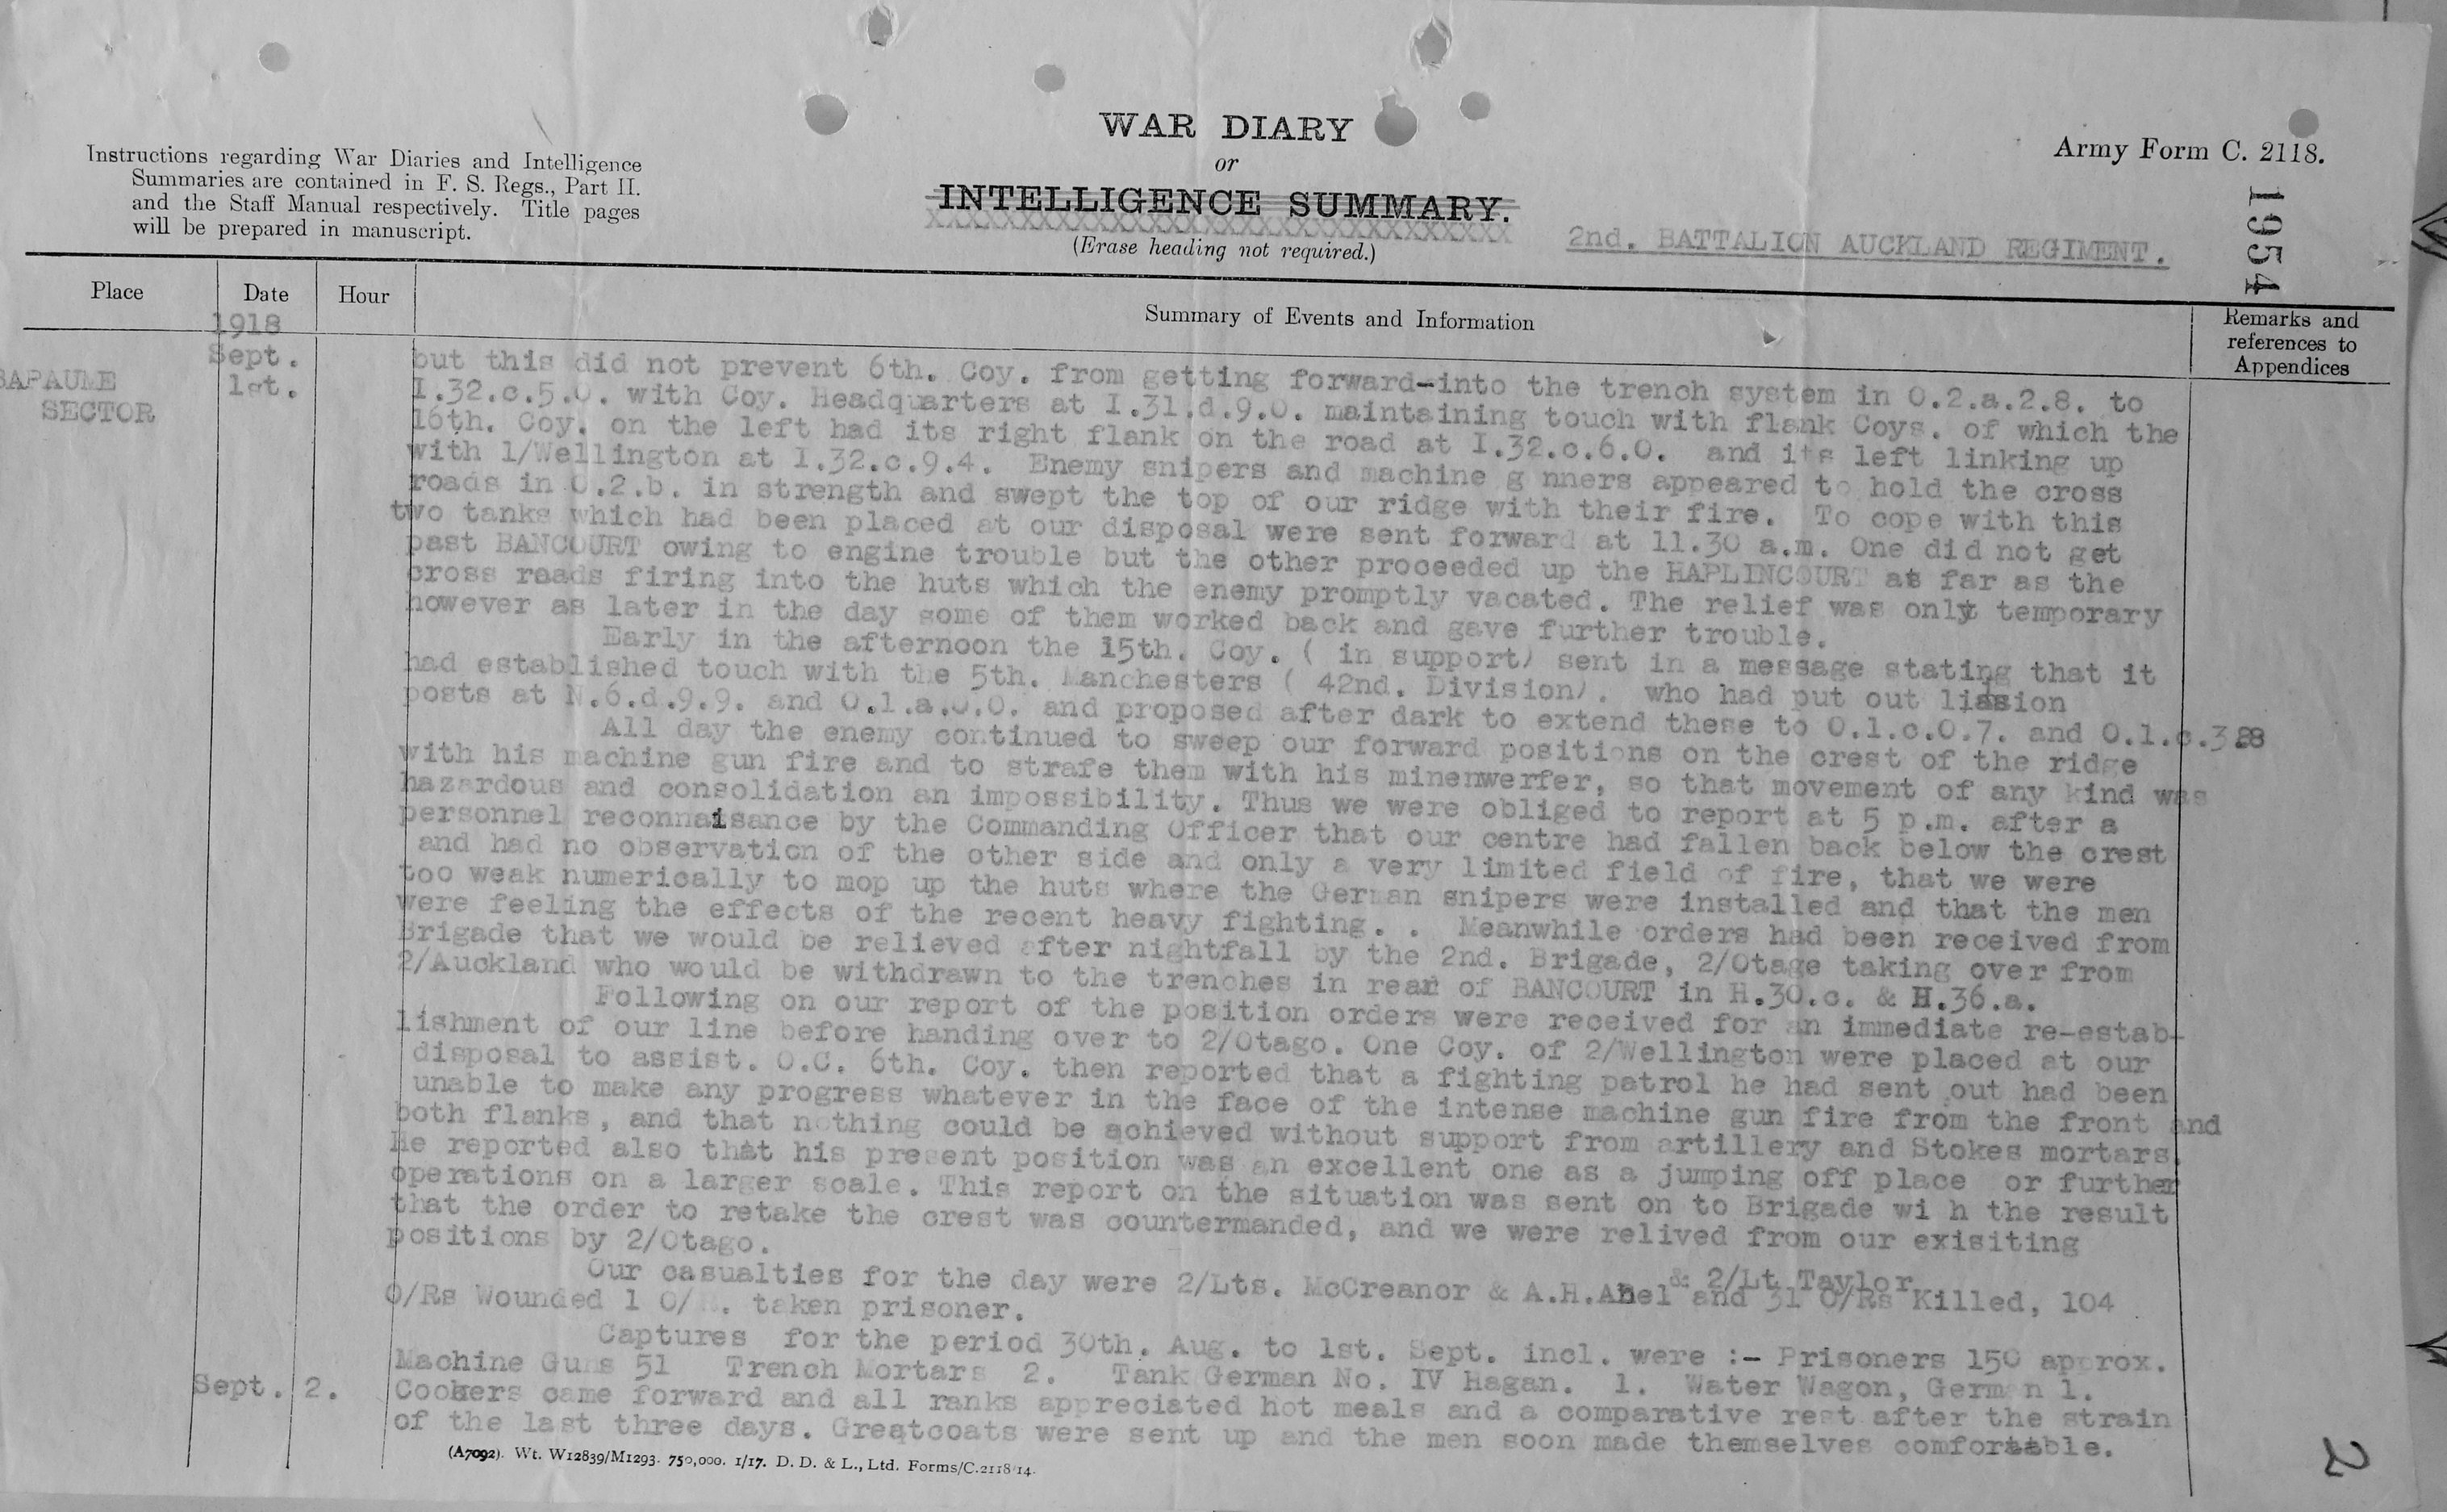 WAR DIARY
or
INTELLIGENCE SUMMARY.
(Erase heading not required.)
Instructions regarding War Diaries and Intelligence
Summaries are contained in F. S. Regs., Part II.
and the Staff Manual respectively. Title pages
will be prepared in manuscript.
Army Form C. 2118.
1954
2nd. BATTALION AUCKLAND REGIMENT.
Place
Date
Hour
Summary of Events and Information
Remarks and
references to
Appendices
1918
Sept.
1st.
BAPAUME
SECTOR
but this did not prevent 6th. Coy. from getting forward-into the trench system in O.2.a.2.8. to
I.32.c.5.0. with Coy. Headquarters at I.31.d.9.0. maintaining touch with flank Coys. of which the
16th. Coy. on the left had its right flank on the road at I.32.c.6.0. and its left linking up
with 1/Wellington at I.32.c.9.4. Enemy snipers and machine g nners appeared to hold the cross
roads in O.2.b. in strength and swept the top of our ridge with their fire. To cope with this
two tanks which had been placed at our disposal were sent forward at 11.30 a.m. One did not get
past BANCOURT owing to engine trouble but the other proceeded up the HAPLINCOURT as far as the
cross roads firing into the huts which the enemy promptly vacated. The relief was only temporary
however as later in the day some of them worked back and gave further trouble.
Early in the afternoon the 15th. Coy. ( in support) sent in a message stating that it
had established touch with the 5th. Manchesters ( 42nd. Division). who had put out liasion
posts at N.6.d.9.9. and O.1.a.0.0. and proposed after dark to extend these to O.1.c.0.7. and O.1.c.3.8
All day the enemy continued to sweep our forward positions on the crest of the ridge
with his machine gun fire and to strafe them with his minenwerfer, so that movement of any kind was
hazardous and consolidation an impossibility. Thus we were obliged to report at 5 p.m. after a
personnel reconnaisance by the Commanding Officer that our centre had fallen back below the crest
and had no observation of the other side and only a very limited field of fire, that we were
too weak numerically to mop up the huts where the German snipers were installed and that the men
were feeling the effects of the recent heavy fighting. . Meanwhile orders had been received from
Brigade that we would be relieved after nightfall by the 2nd. Brigade, 2/Otage taking over from
2/Auckland who would be withdrawn to the trenches in rear of BANCOURT in H.30.c. & H.36.a.
Following on our report of the position orders were received for an immediate re-estab-
lishment of our line before handing over to 2/Otago. One Coy. of 2/Wellington were placed at our
disposal to assist. O.C. 6th. Coy. then reported that a fighting patrol he had sent out had been
unable to make any progress whatever in the face of the intense machine gun fire from the front and
both flanks, and that nothing could be achieved without support from artillery and Stokes mortars.
He reported also that his present position was an excellent one as a jumping off place or further
operations on a larger scale. This report on the situation was sent on to Brigade wi h the result
that the order to retake the crest was countermanded, and we were relived from our exisiting
positions by 2/Otago.
Our casualties for the day were 2/Lts. McCreanor & A.H.Abel & 2/Lt Taylor and 31 O/Rs Killed, 104
O/Rs Wounded 1 O/ . taken prisoner.
Captures for the period 30th. Aug. to 1st. Sept. incl. were :- Prisoners 150 approx.
Machine Guns 51 Trench Mortars 2. Tank German No. IV Hagan. 1. Water Wagon, German 1.
Sept. 2. Cookers came forward and all ranks appreciated hot meals and a comparative rest after the strain
of the last three days. Greatcoats were sent up and the men soon made themselves comfortable.
(A7092). Wt. W12839/M1293. 750,000. 1/17. D. D. & L., Ltd. Forms/C.2118/14.
2